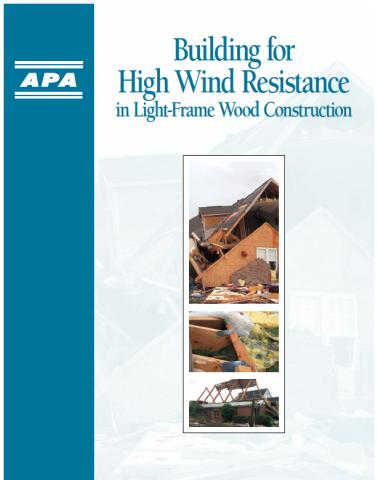 APA
Building for
High Wind Resistance
in Light-Frame Wood Construction